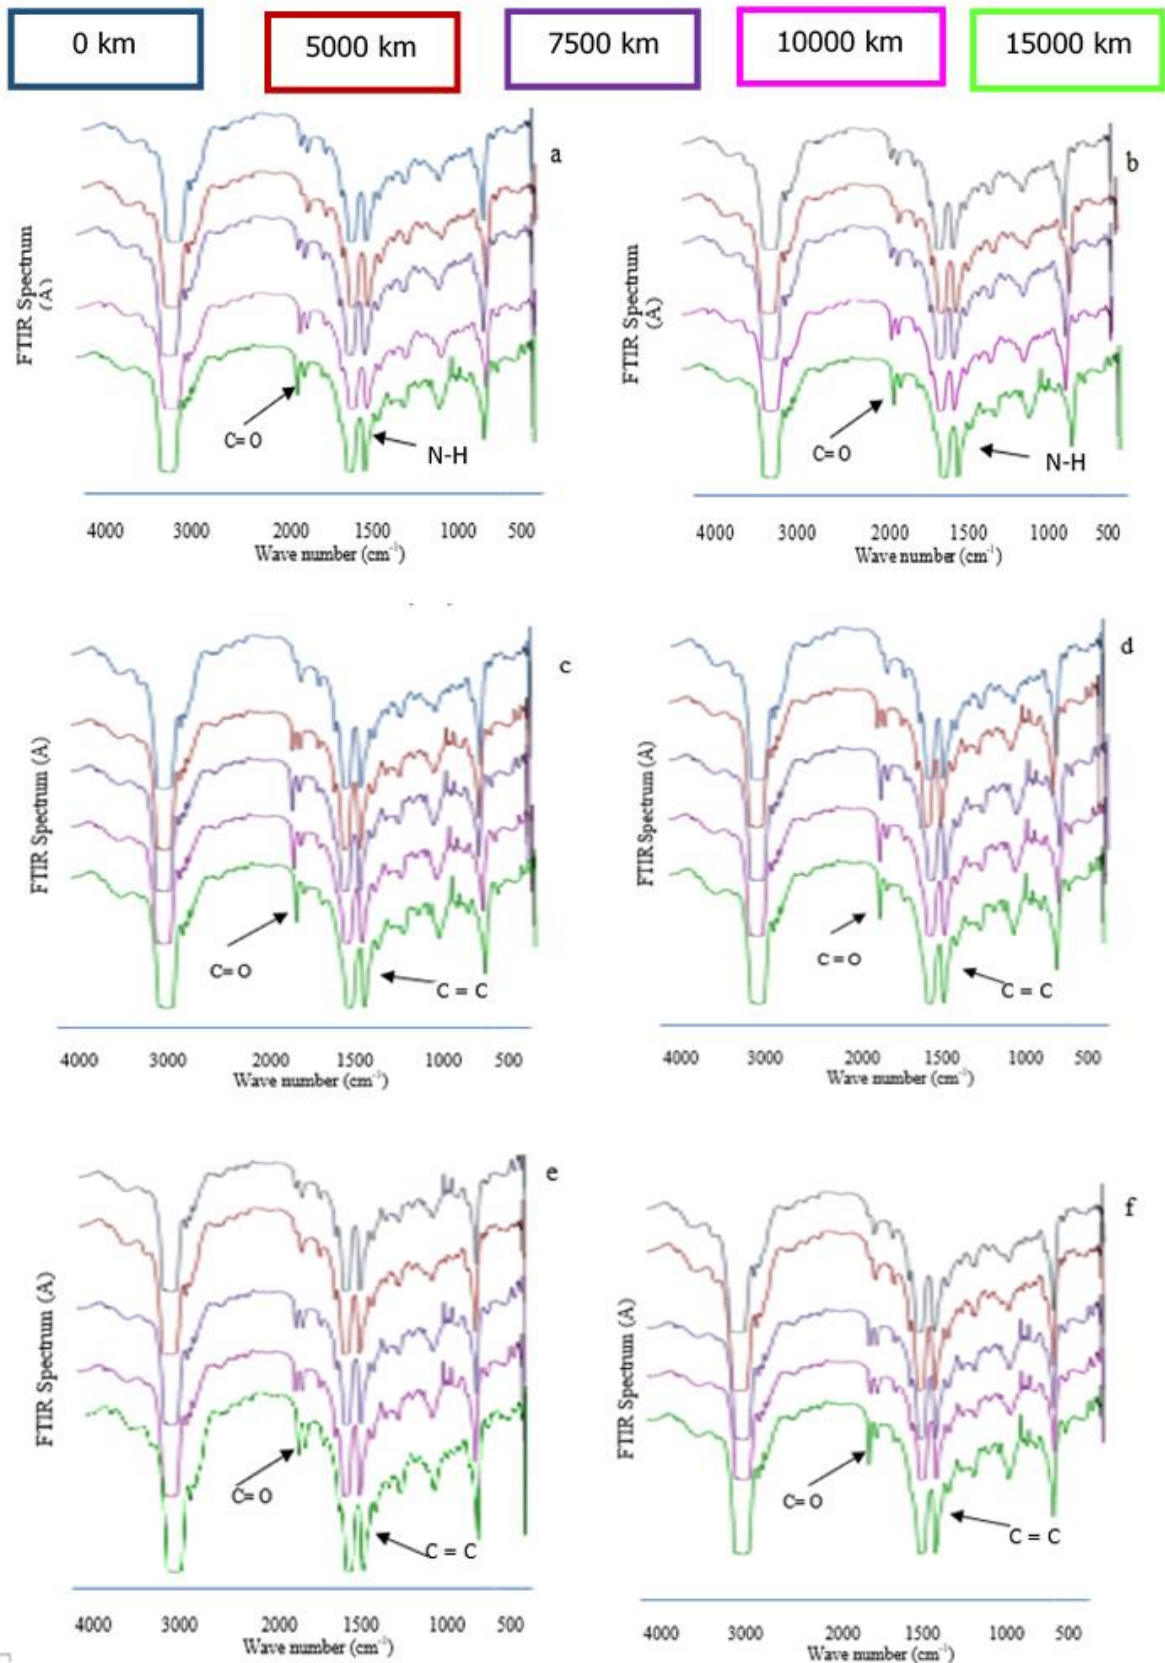 0 km
5000 km
7500 km
10000 km
15000 km
a
FTIR Spectrum
(A)
C=O
N-H
4000 3000 2000 1500 1000 500
Wave number (cm⁻¹)
b
FTIR Spectrum
(A)
C=O
N-H
4000 3000 2000 1500 1000 500
Wave number (cm⁻¹)
c
FTIR Spectrum (A)
C=O
C = C
4000 3000 2000 1500 1000 500
Wave number (cm⁻¹)
d
FTIR Spectrum (A)
C=O
C = C
4000 3000 2000 1500 1000 500
Wave number (cm⁻¹)
e
FTIR Spectrum (A)
C=O
C = C
4000 3000 2000 1500 1000 500
Wave number (cm⁻¹)
f
FTIR Spectrum (A)
C=O
C = C
4000 3000 2000 1500 1000 500
Wave number (cm⁻¹)